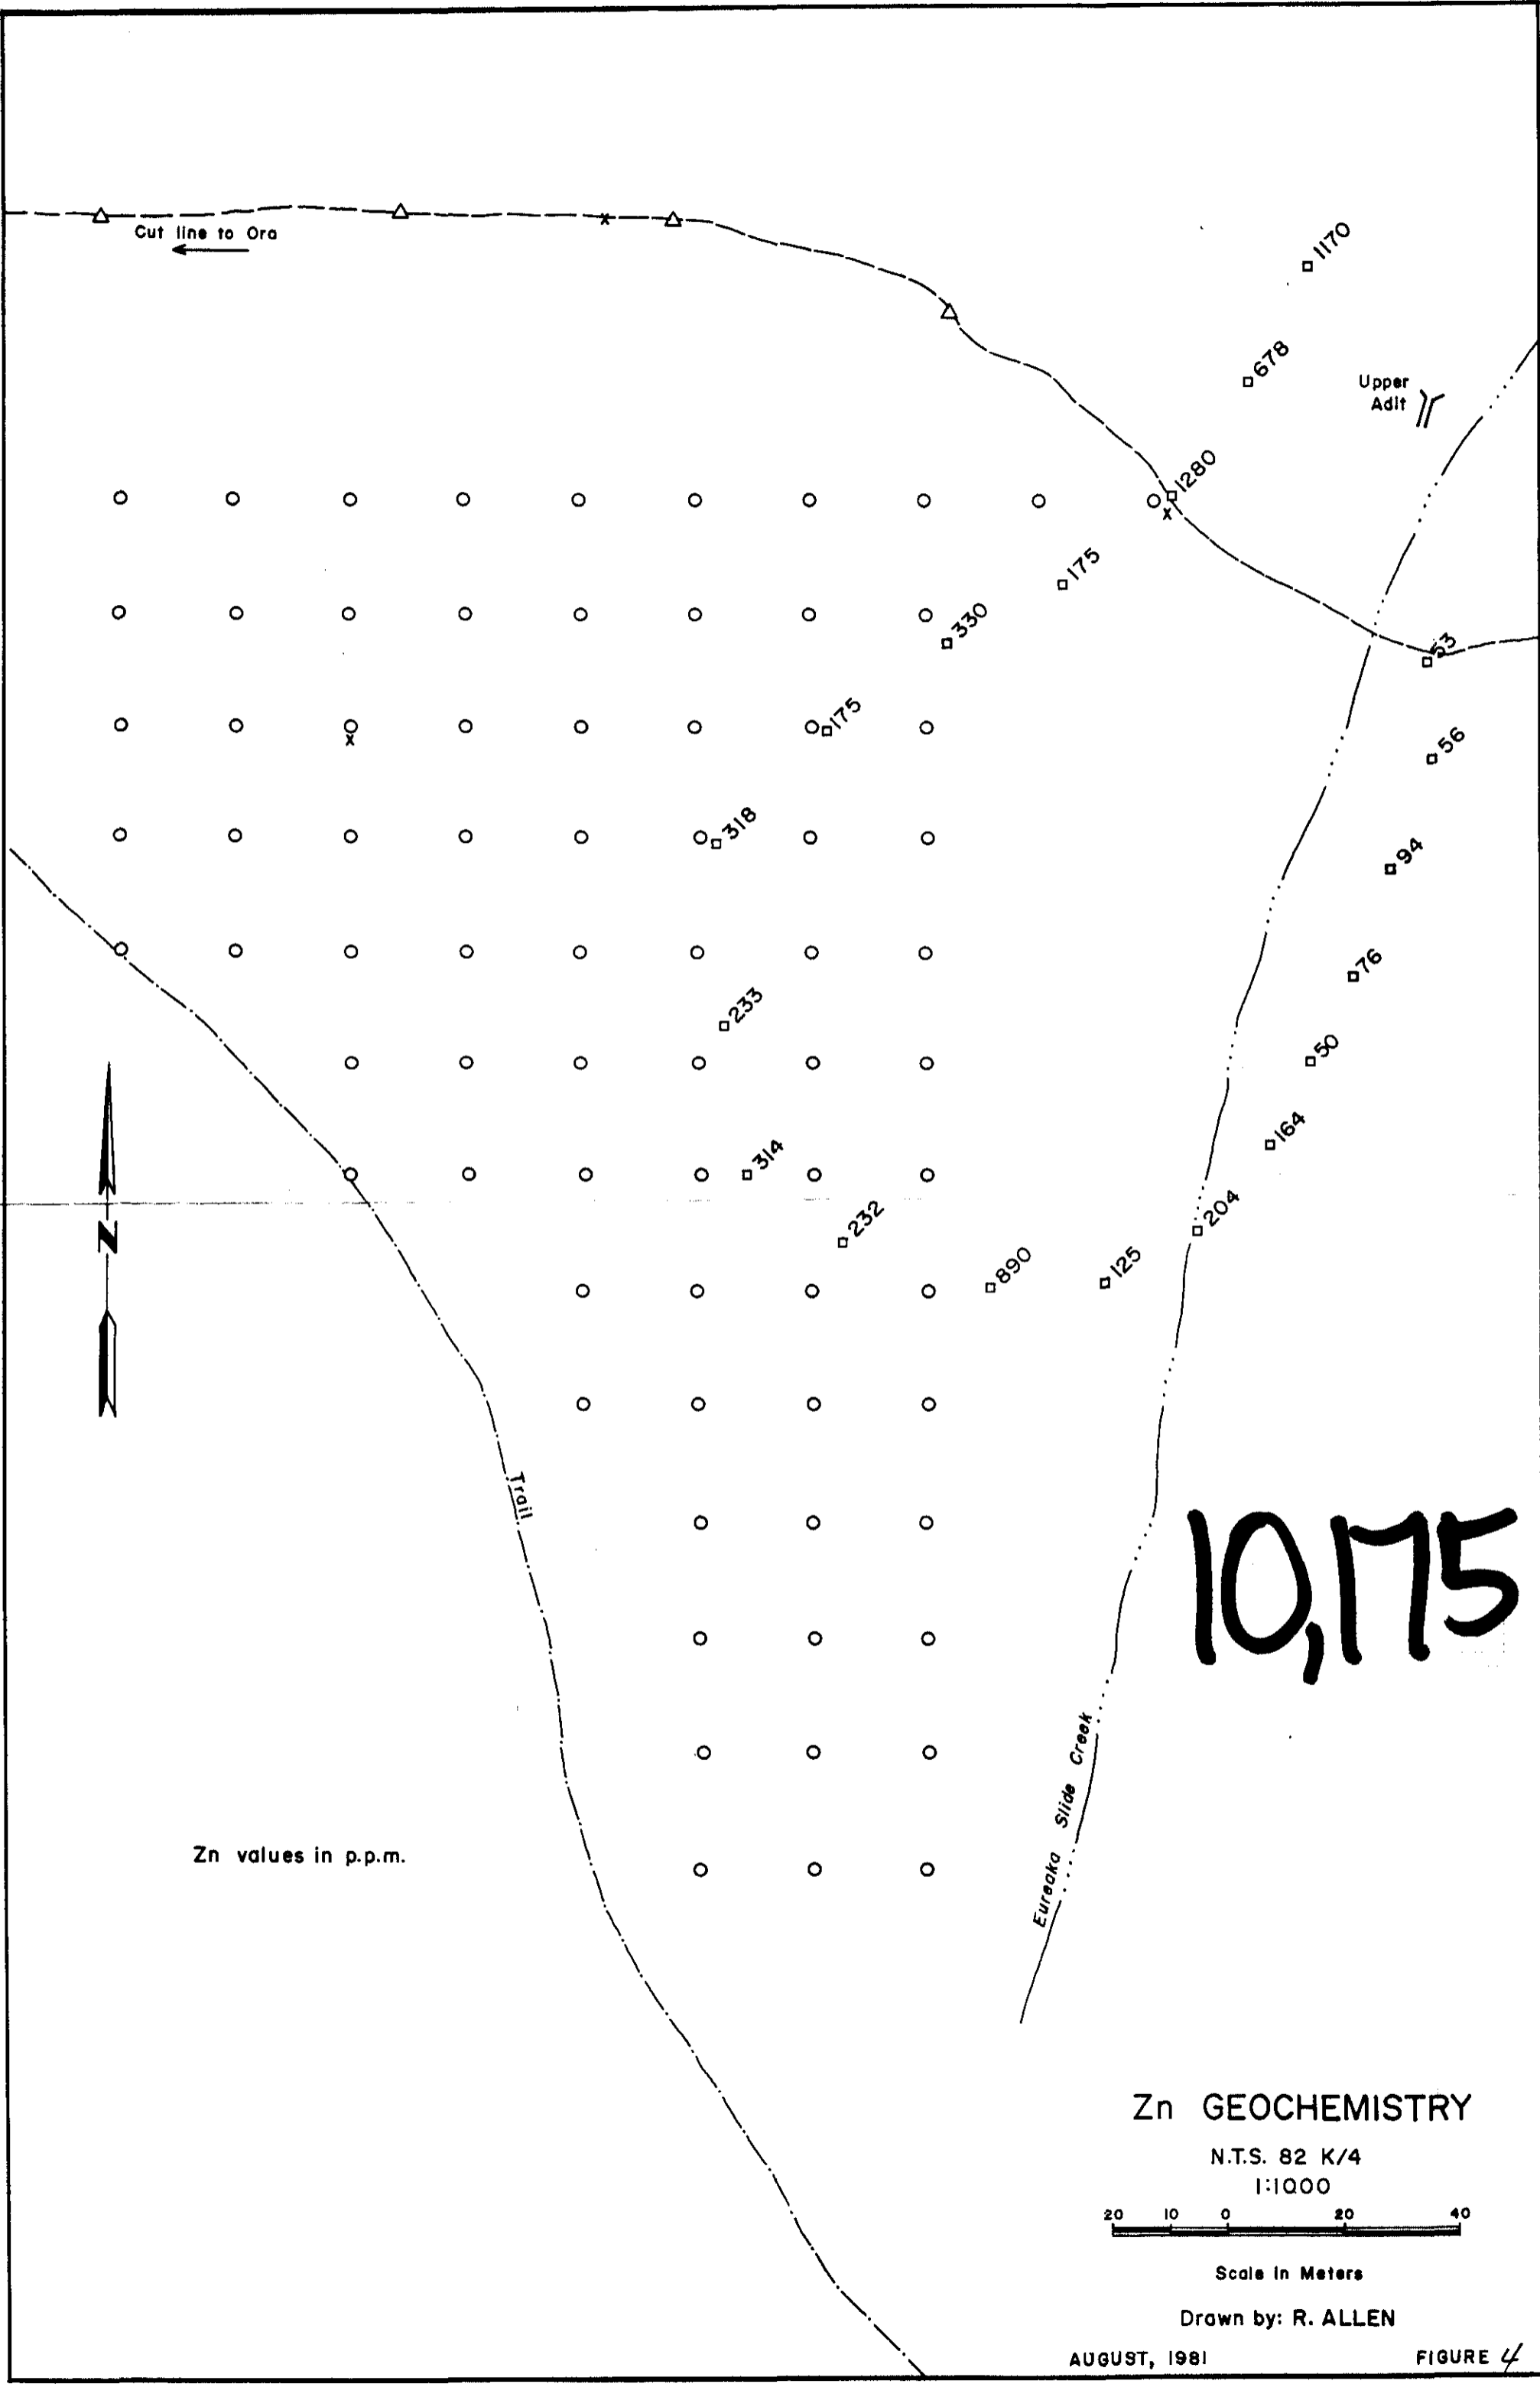 Cut line to Ora
1170
678
Upper
Adit
1280
175
330
53
175
56
318
94
76
233
50
164
314
204
232
890
125
N
Trail
10,175
Eureaka Slide Creek
Zn values in p.p.m.
Zn GEOCHEMISTRY
N.T.S. 82 K/4
1:1000
20 10 0 20 40
Scale in Meters
Drawn by: R. ALLEN
AUGUST, 1981
FIGURE 4